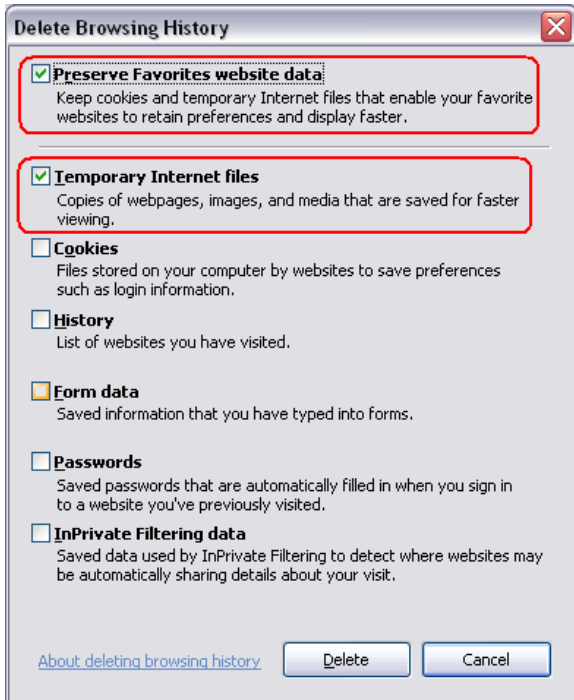 Delete Browsing History
Preserve Favorites website data
Keep cookies and temporary Internet files that enable your favorite
websites to retain preferences and display faster.
Temporary Internet files
Copies of webpages, images, and media that are saved for faster
viewing.
Cookies
Files stored on your computer by websites to save preferences
such as login information.
History
List of websites you have visited.
Form data
Saved information that you have typed into forms.
Passwords
Saved passwords that are automatically filled in when you sign in
to a website you've previously visited.
InPrivate Filtering data
Saved data used by InPrivate Filtering to detect where websites may
be automatically sharing details about your visit.
About deleting browsing history Delete Cancel